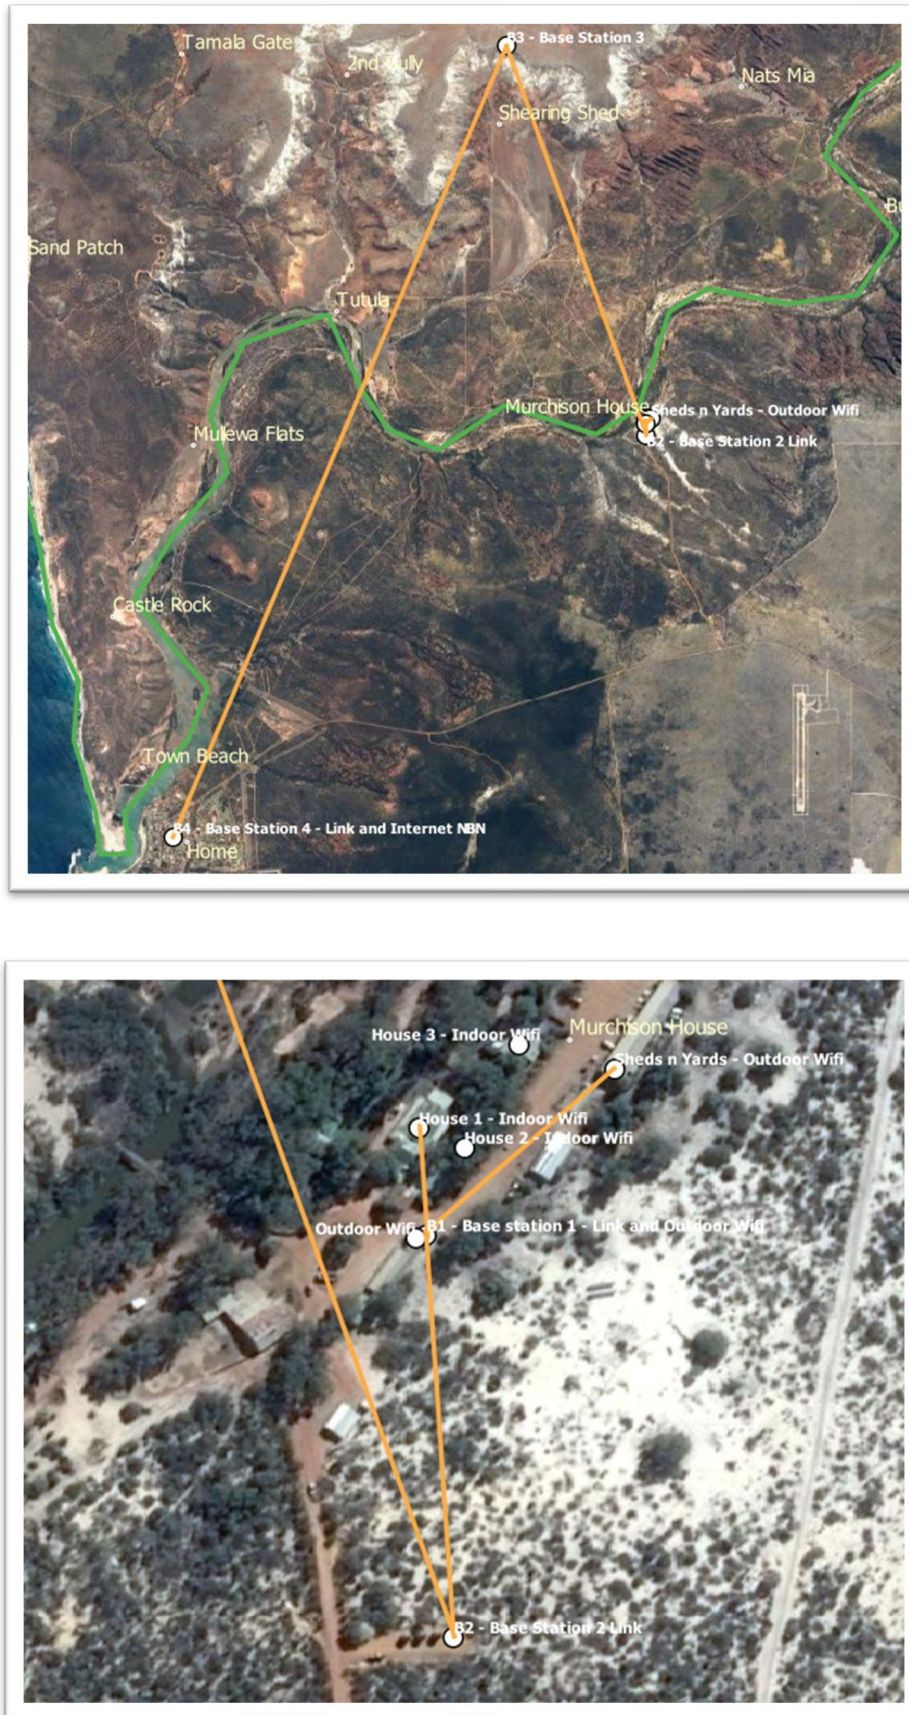 Tamala Gate
B3 - Base Station 3
2nd Gully
Nats Mia
Shearing Shed
Bu
Sand Patch
Tutula
Murchison House
Sheds n Yards - Outdoor Wifi
Mullewa Flats
B2 - Base Station 2 Link
Castle Rock
Town Beach
B4 - Base Station 4 - Link and Internet NBN
Home
Murchison House
House 3 - Indoor Wifi
Sheds n Yards - Outdoor Wifi
House 1 - Indoor Wifi
House 2 - Indoor Wifi
Outdoor Wifi
B1 - Base station 1 - Link and Outdoor Wifi
B2 - Base Station 2 Link